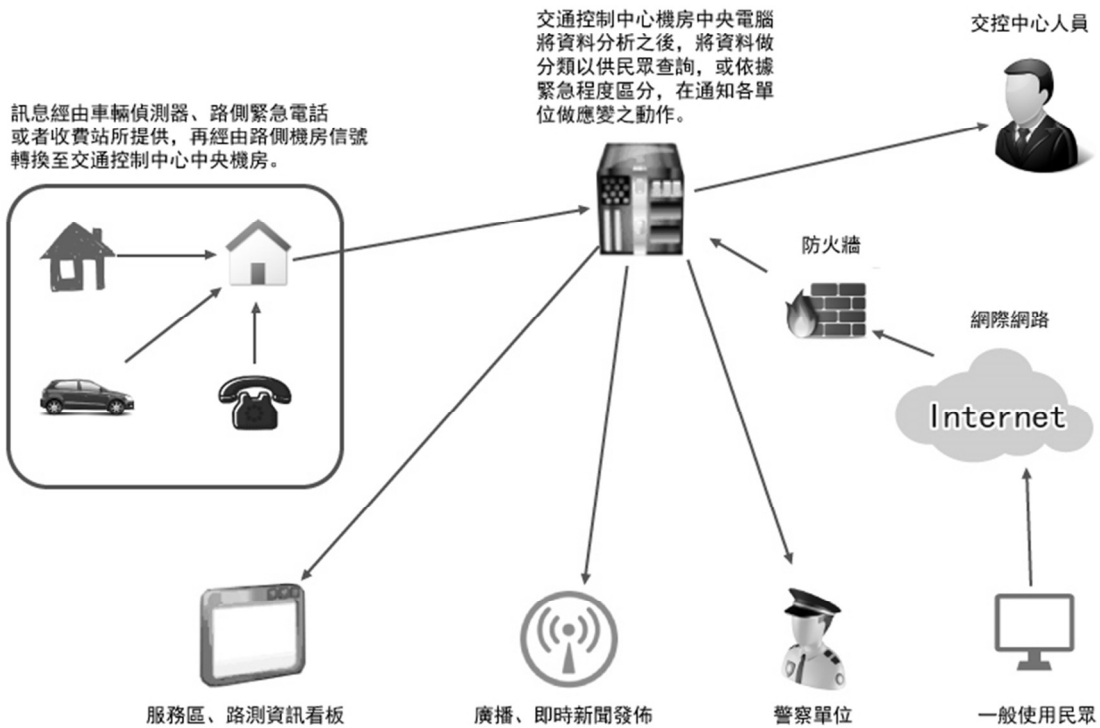 交通控制中心機房中央電腦
將資料分析之後，將資料做
分類以供民眾查詢，或依據
緊急程度區分，在通知各單
位做應變之動作。
交控中心人員
訊息經由車輛偵測器、路側緊急電話
或者收費站所提供，再經由路側機房信號
轉換至交通控制中心中央機房。
防火牆
網際網路
Internet
服務區、路測資訊看板
廣播、即時新聞發佈
警察單位
一般使用民眾